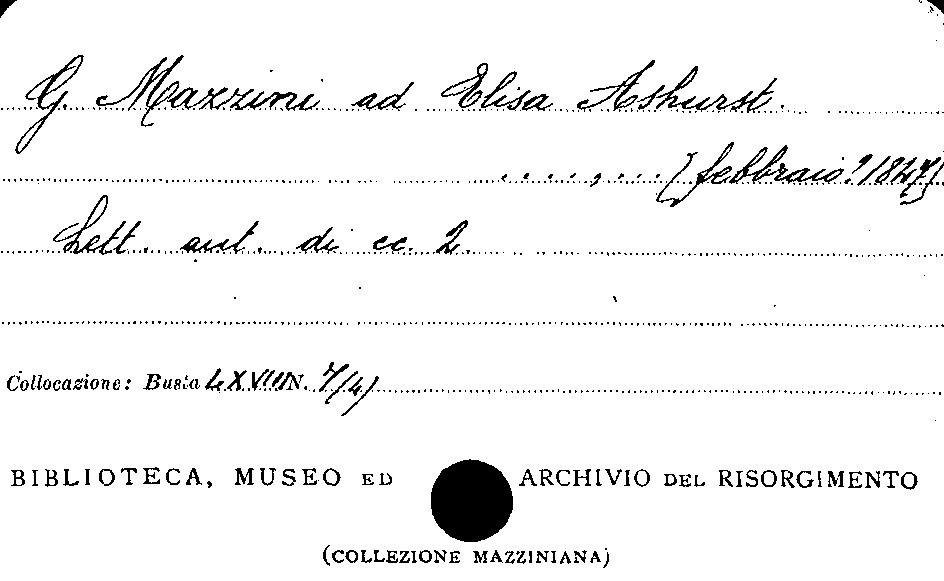 G. Mazzini ad Elisa Ashurst.
. . . . , . . . [febbraio? 1847]
Lett. aut. di cc. 2.
Collocazione: Busta LXVIII N. 7/(4)
BIBLIOTECA, MUSEO ED ARCHIVIO DEL RISORGIMENTO
(COLLEZIONE MAZZINIANA)